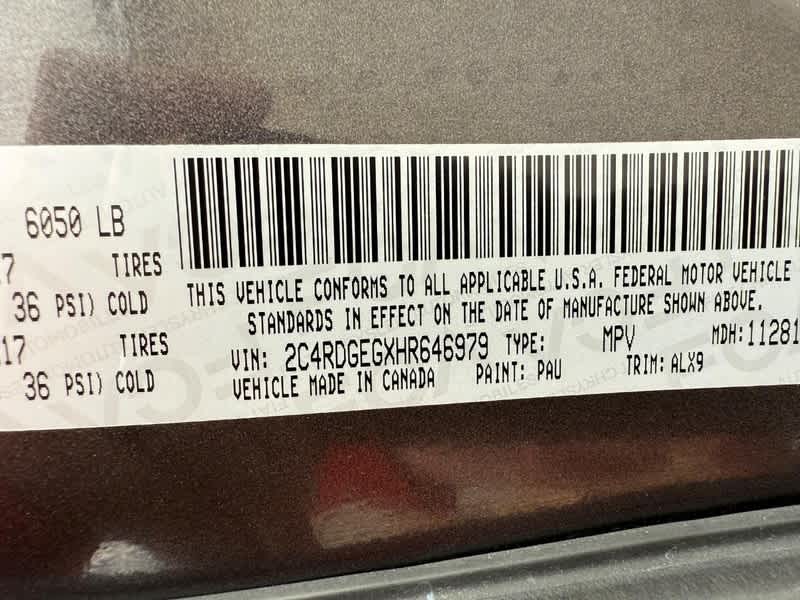 6050 LB
17 TIRES
36 PSI) COLD
17 TIRES
36 PSI) COLD
THIS VEHICLE CONFORMS TO ALL APPLICABLE U.S.A. FEDERAL MOTOR VEHICLE
STANDARDS IN EFFECT ON THE DATE OF MANUFACTURE SHOWN ABOVE.
VIN: 2C4RDGEGXHR646979 TYPE: MPV MDH: 11281
VEHICLE MADE IN CANADA PAINT: PAU TRIM: ALX9